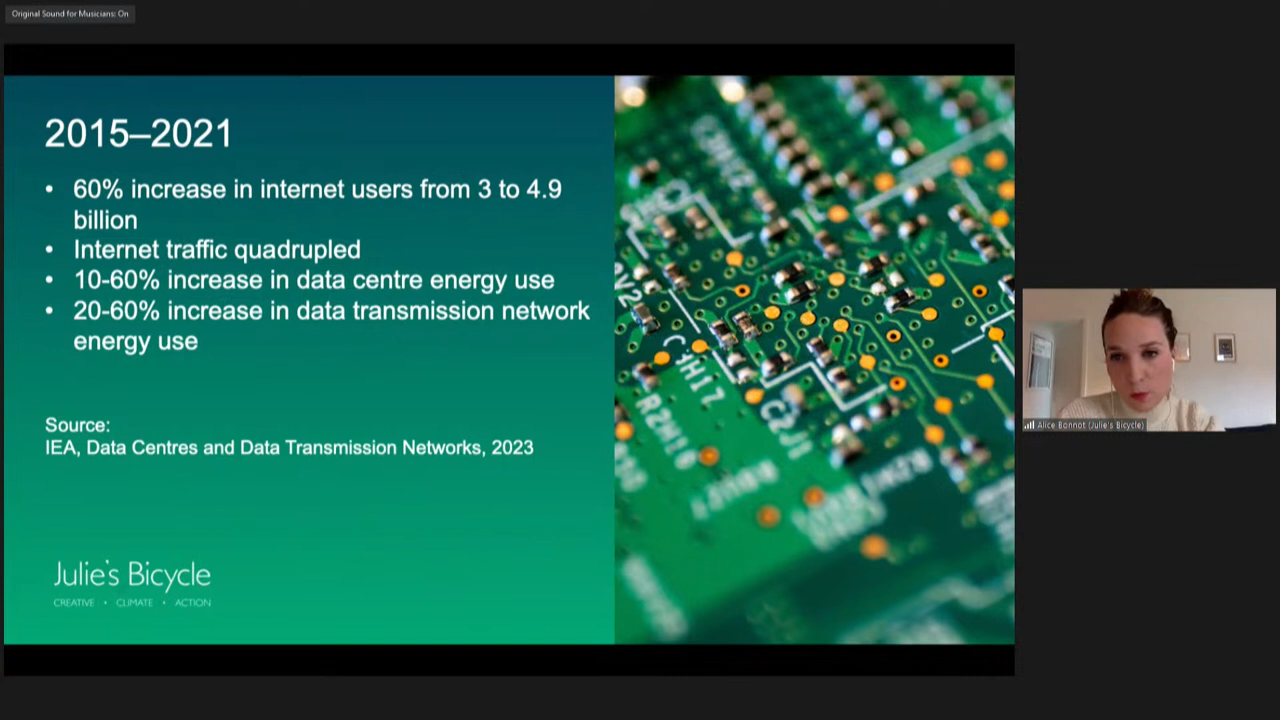 Original Sound for Musicians: On
2015–2021
• 60% increase in internet users from 3 to 4.9
billion
• Internet traffic quadrupled
• 10-60% increase in data centre energy use
• 20-60% increase in data transmission network
energy use
Source:
IEA, Data Centres and Data Transmission Networks, 2023
Julie's Bicycle
CREATIVE • CLIMATE • ACTION
C4H17
R2H16
Alice Bonnot (Julie's Bicycle)